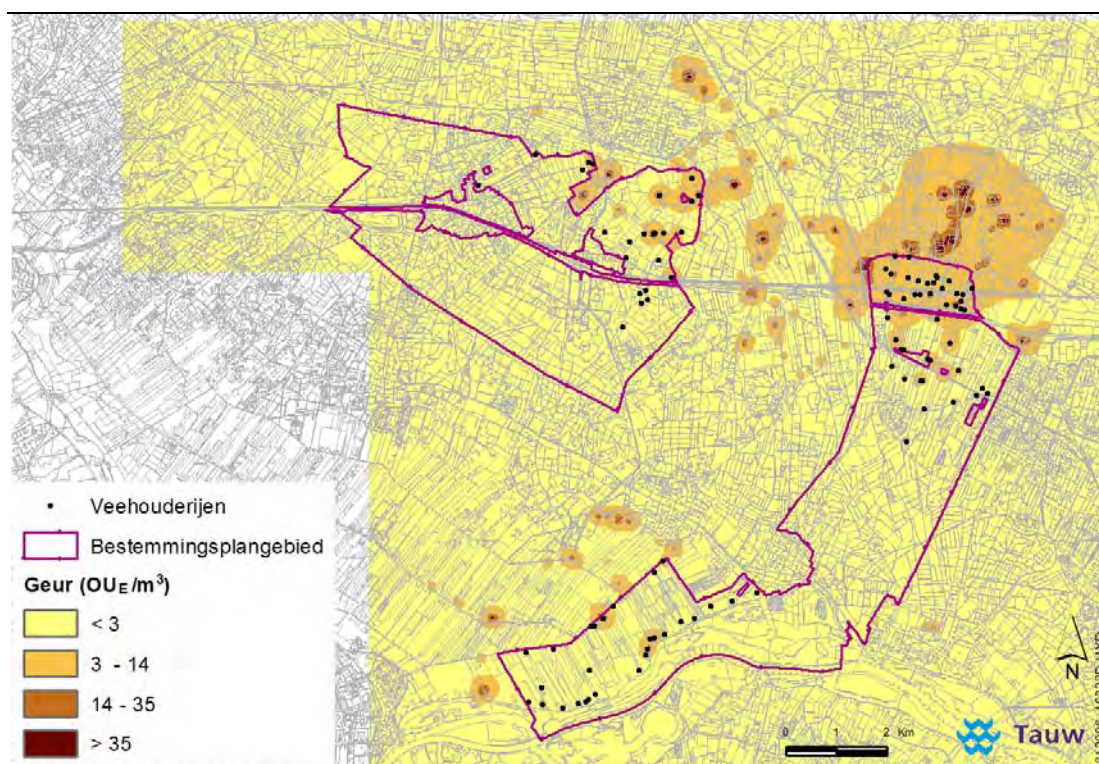 Veehouderijen
Bestemmingsplangebied
Geur (OUE/m³)
< 3
3 - 14
14 - 35
> 35
N
0 1 2 Km
Tauw